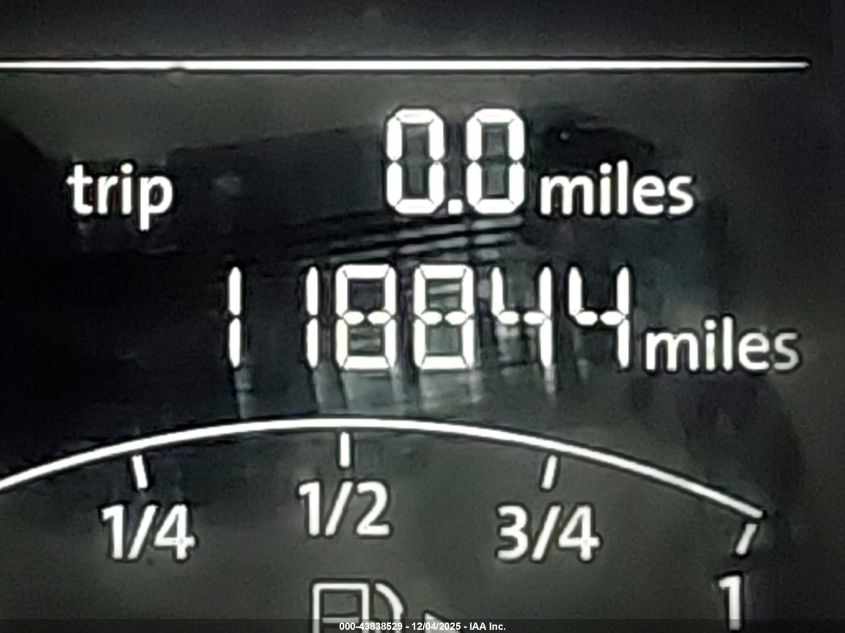 trip 0.0 miles
118844 miles
1/4 1/2 3/4 1
000-43838529 - 12/04/2025 - IAA Inc.